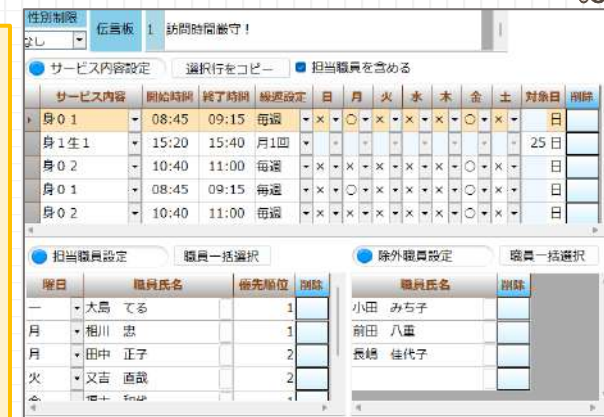 性別制限
なし
伝言板 1 訪問時間厳守！
サービス内容設定 選択行をコピー 担当職員を含める
サービス内容 開始時間 終了時間 繰返設定 日 月 火 水 木 金 土 対象日 削除
身０１ 08:45 09:15 毎週 × ○ × × × ○ × 日
身１生１ 15:20 15:40 月1回 25 日
身０２ 10:40 11:00 毎週 × × × × × ○ × 日
身０１ 08:45 09:15 毎週 × ○ × × × ○ × 日
身０２ 10:40 11:00 毎週 × × × × × ○ × 日
担当職員設定 職員一括選択
曜日 職員氏名 優先順位 削除
一 大島 てる 1
月 相川 忠 1
月 田中 正子 2
火 又吉 直哉 2
除外職員設定 職員一括選択
職員氏名 削除
小田 みち子
前田 八重
長嶋 佳代子